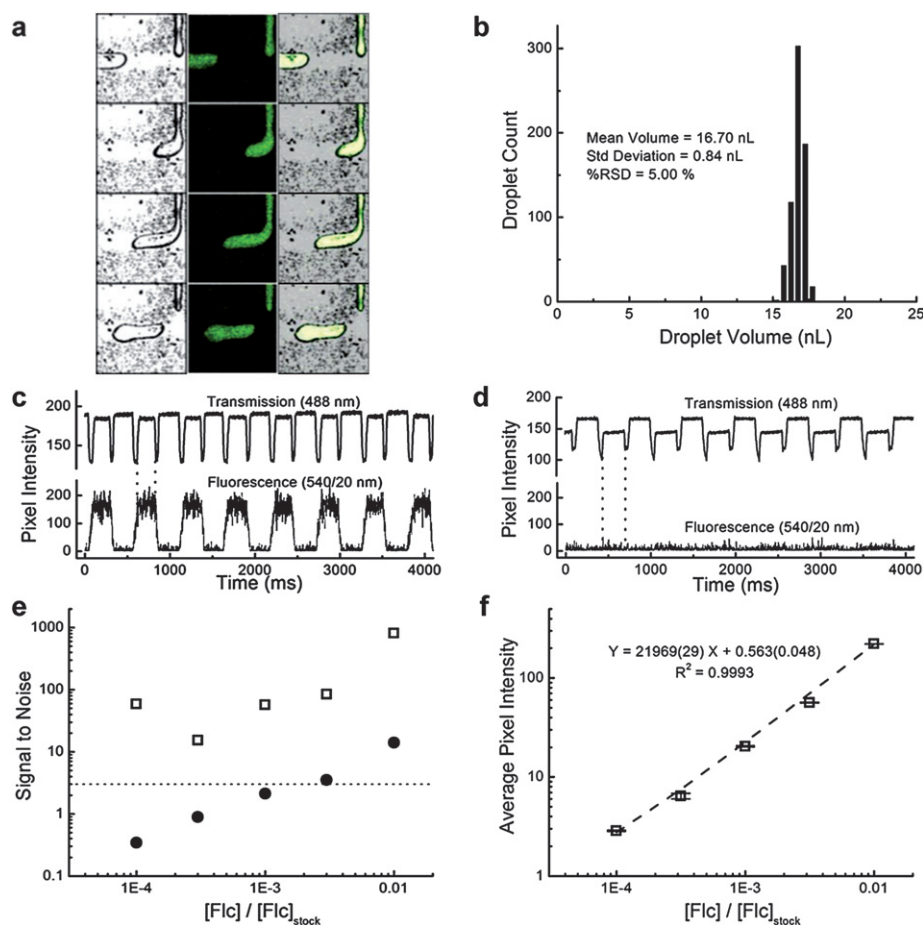 a
b
300
200
100
0
Droplet Count
Mean Volume = 16.70 nL
Std Deviation = 0.84 nL
%RSD = 5.00 %
0 5 10 15 20 25
Droplet Volume (nL)
c
200
150
100
Transmission (488 nm)
Pixel Intensity
Fluorescence (540/20 nm)
200
100
0
0 1000 2000 3000 4000
Time (ms)
d
200
150
100
Transmission (488 nm)
Pixel Intensity
200
100
0
Fluorescence (540/20 nm)
0 1000 2000 3000 4000
Time (ms)
e
1000
100
10
1
0.1
Signal to Noise
1E-4 1E-3 0.01
[Flc] / [Flc]stock
f
100
10
1
Average Pixel Intensity
Y = 21969(29) X + 0.563(0.048)
R² = 0.9993
1E-4 1E-3 0.01
[Flc] / [Flc]stock